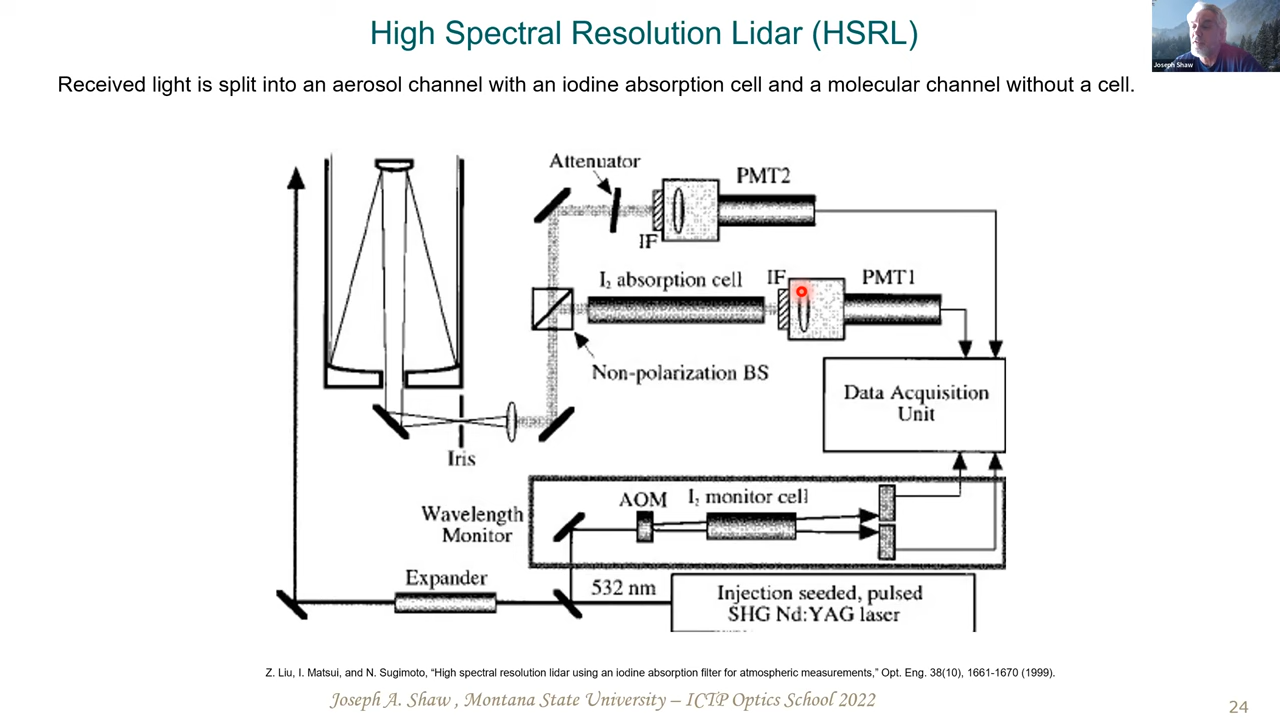 High Spectral Resolution Lidar (HSRL)
Joseph Shaw
Received light is split into an aerosol channel with an iodine absorption cell and a molecular channel without a cell.
Attenuator
PMT2
IF
I₂ absorption cell
IF
PMT1
Non-polarization BS
Data Acquisition
Unit
Iris
Wavelength
Monitor
AOM
I₂ monitor cell
Expander
532 nm
Injection seeded, pulsed
SHG Nd:YAG laser
Z. Liu, I. Matsui, and N. Sugimoto, “High spectral resolution lidar using an iodine absorption filter for atmospheric measurements,” Opt. Eng. 38(10), 1661-1670 (1999).
Joseph A. Shaw , Montana State University – ICTP Optics School 2022
24